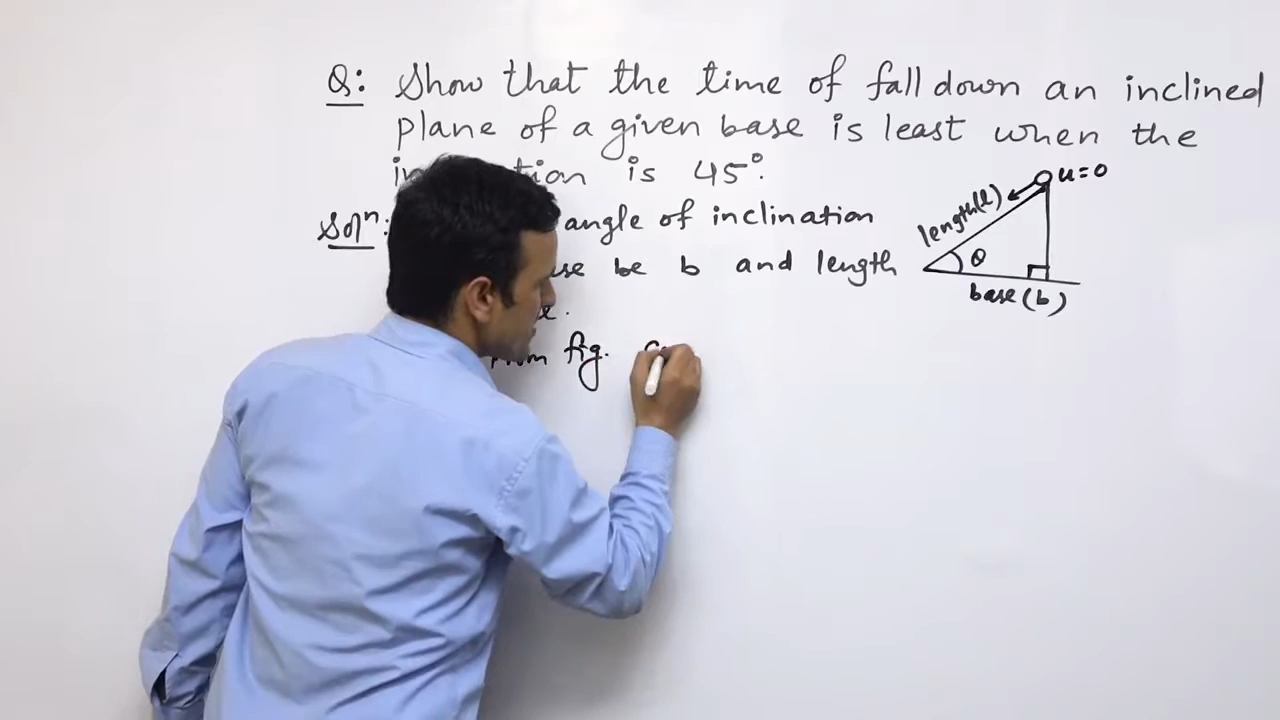 Q: Show that the time of fall down an inclined
plane of a given base is least when the
is 45°.
Solⁿ: angle of inclination
be b and length
fig.
u=0
length(l)
θ
base(b)